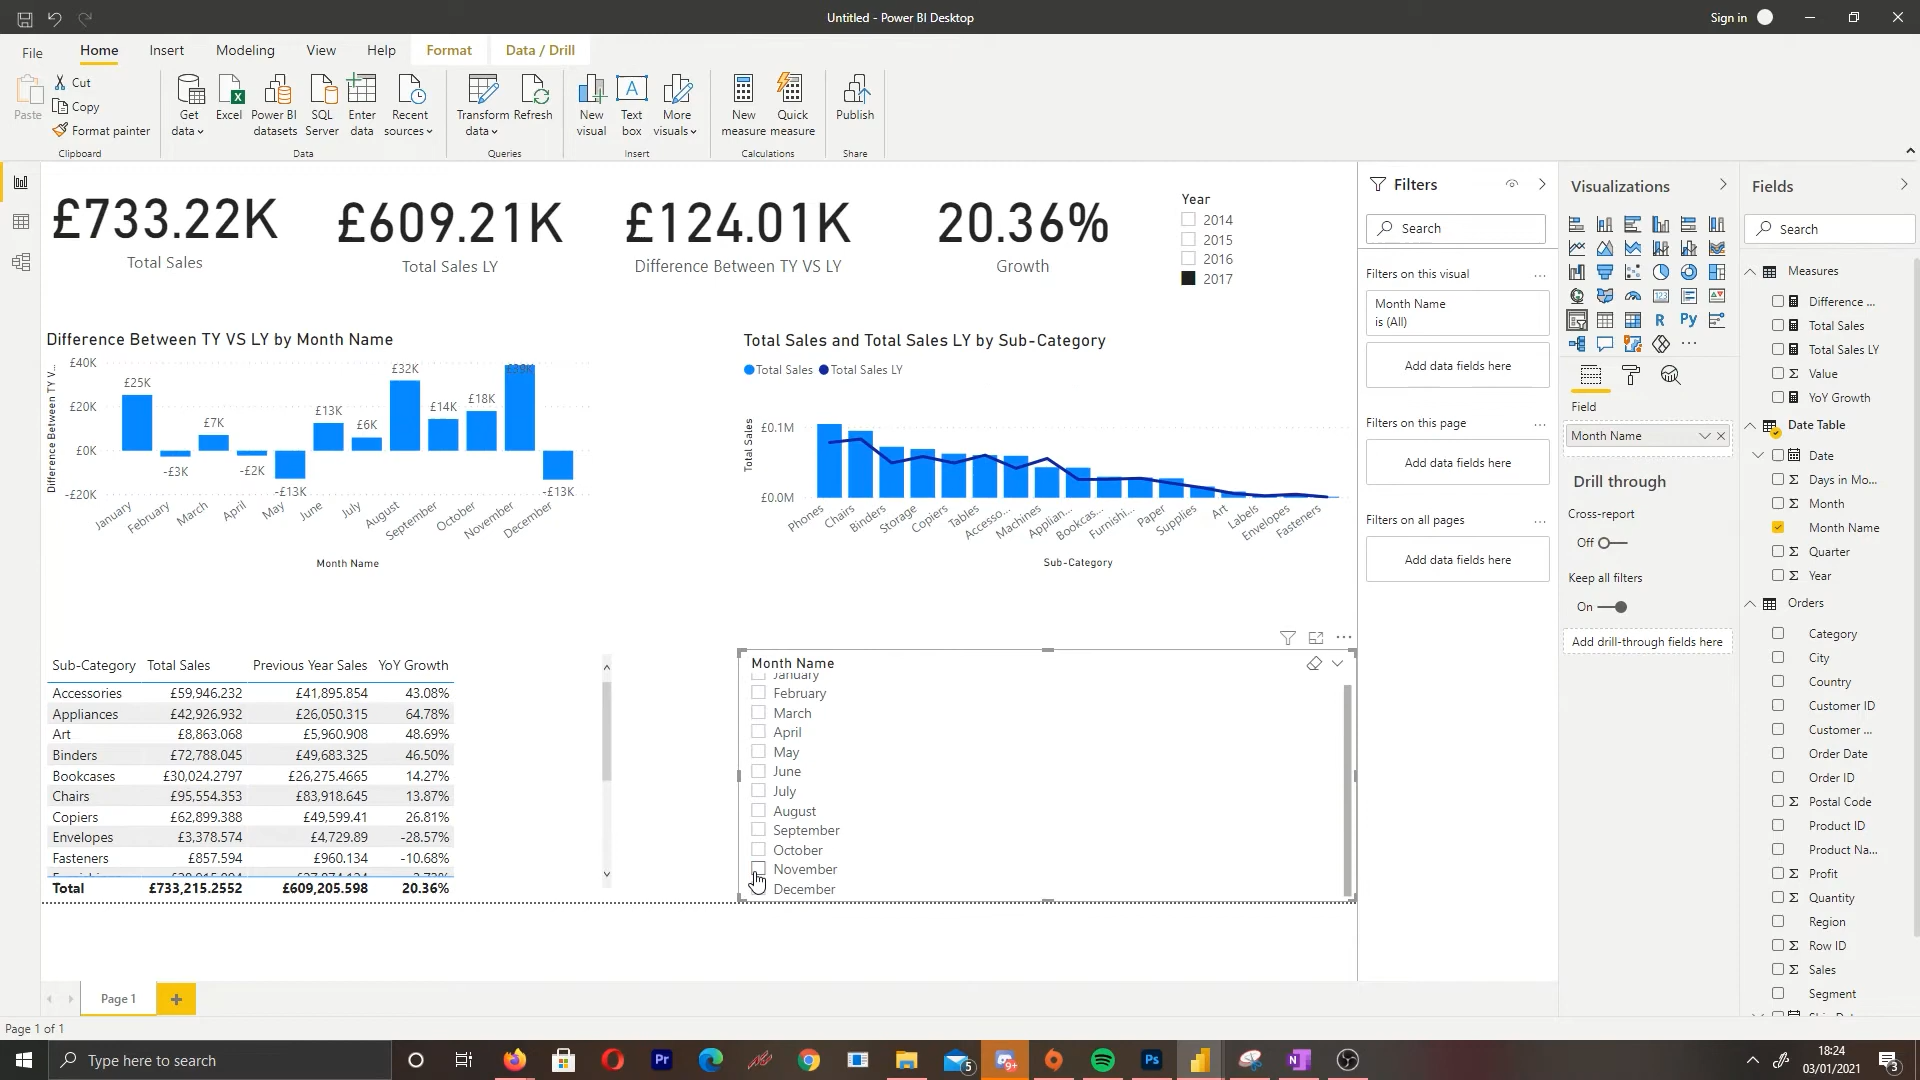 Untitled - Power BI Desktop
Sign in
File Home Insert Modeling View Help Format Data / Drill
Paste
Cut
Copy
Format painter
Clipboard
Get data
Excel
Power BI datasets
SQL Server
Enter data
Recent sources
Data
Transform data
Refresh
Queries
New visual
Text box
More visuals
Insert
New measure
Quick measure
Calculations
Publish
Share
£733.22K
Total Sales
£609.21K
Total Sales LY
£124.01K
Difference Between TY VS LY
20.36%
Growth
Year
2014
2015
2016
2017
Difference Between TY VS LY by Month Name
Difference Between TY V...
£40K
£20K
£0K
-£20K
£25K
-£3K
£7K
-£2K
-£13K
£13K
£6K
£32K
£14K
£18K
£39K
-£13K
January
February
March
April
May
June
July
August
September
October
November
December
Month Name
Total Sales and Total Sales LY by Sub-Category
Total Sales Total Sales LY
Total Sales
£0.1M
£0.0M
Phones
Chairs
Binders
Storage
Copiers
Tables
Accesso...
Machines
Applian...
Bookcas...
Furnishi...
Paper
Supplies
Art
Labels
Envelopes
Fasteners
Sub-Category
Sub-Category Total Sales Previous Year Sales YoY Growth
Accessories £59,946.232 £41,895.854 43.08%
Appliances £42,926.932 £26,050.315 64.78%
Art £8,863.068 £5,960.908 48.69%
Binders £72,788.045 £49,683.325 46.50%
Bookcases £30,024.2797 £26,275.4665 14.27%
Chairs £95,554.353 £83,918.645 13.87%
Copiers £62,899.388 £49,599.41 26.81%
Envelopes £3,378.574 £4,729.89 -28.57%
Fasteners £857.594 £960.134 -10.68%
Total £733,215.2552 £609,205.598 20.36%
Month Name
January
February
March
April
May
June
July
August
September
October
November
December
Filters
Search
Filters on this visual ...
Month Name
is (All)
Add data fields here
Filters on this page ...
Add data fields here
Filters on all pages ...
Add data fields here
Visualizations
R Py
Field
Month Name
Drill through
Cross-report
Off
Keep all filters
On
Add drill-through fields here
Fields
Search
Measures
Difference ...
Total Sales
Total Sales LY
Value
YoY Growth
Date Table
Date
Days in Mo...
Month
Month Name
Quarter
Year
Orders
Category
City
Country
Customer ID
Customer ...
Order Date
Order ID
Postal Code
Product ID
Product Na...
Profit
Quantity
Region
Row ID
Sales
Segment
Page 1
Page 1 of 1
Type here to search
Pr
5
9+
Ps
N
18:24
03/01/2021
3